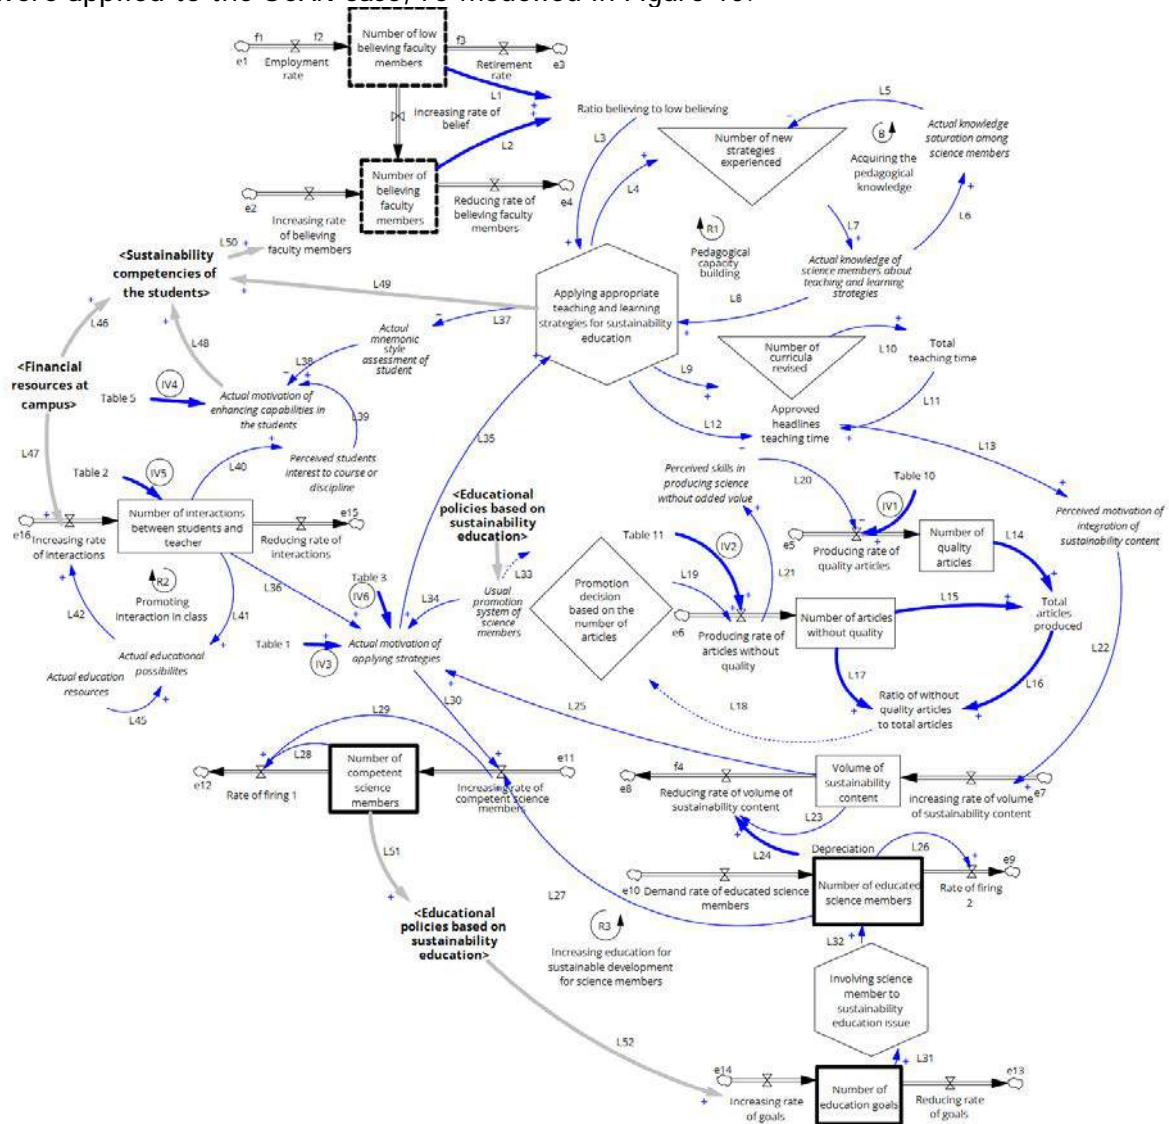 were applied to the
case, is modelled in Figure 10.
f1
f2
Number of low
believing faculty
members
f3
e1
Employment
rate
Retirement
rate
e3
L1
+
+
Increasing rate of
belief
L2
Ratio believing to low believing
L3
L4
+
Number of new
strategies
experienced
L5
-
B
Acquiring the
pedagogical
knowledge
Actual knowledge
saturation among
science members
+
L6
Number of
believing
faculty
members
e2
Increasing rate
of believing
faculty members
Reducing rate of
believing faculty
members
e4
L50
+
<Sustainability
competencies of
the students>
+
+
+
L49
+
R1
Pedagogical
capacity
building
L7
+
Actual knowledge of
science members about
teaching and learning
strategies
L8
+
Applying appropriate
teaching and learning
strategies for sustainability
education
+
L37
-
Actaul
mnemonic
style
assessment of
student
L38
-
+
L46
L48
<Financial
resources at
campus>
Table 5
IV4
Actual motivation of
enhancing capabilities in
the students
L39
Number of
curricula
revised
+
L10
Total
teaching time
L9
+
L11
+
Approved
headlines
teaching time
L12
+
L13
+
L35
L47
Table 2
IV5
L40
+
Perceived students
interest to course or
discipline
Number of interactions
between students and
teacher
e16
+
Increasing rate
of interactions
Reducing rate of
interactions
e15
+
L42
R2
Promoting
interaction in class
L41
+
L36
+
<Educational
policies based on
sustainability
education>
L33
L34
+
Usual
promotion
system of
science
members
Table 3
IV6
Table 1
IV3
Actual motivation of
applying strategies
+
Actual educational
possibilites
Actual education
resources
+
L45
-
Perceived skills in
producing science
without added value
+
L20
-
Table 10
IV1
+
e5
Producing rate of
quality articles
Number of
quality
articles
L14
+
Perceived motivation of
integration of
sustainability content
Table 11
IV2
+
L19
+
L21
Promotion
decision
based on the
number of
articles
e6
Producing rate of
articles without
quality
Number of articles
without quality
L15
+
Total
articles
produced
L22
L17
+
L16
+
L18
Ratio of without
quality articles
to total articles
L25
L30
L29
+
L28
Number of
competent
science
members
e12
Rate of firing 1
+
Increasing rate of
competent science
members
e11
L51
+
f4
e8
Reducing rate of volume of
sustainability content
Volume of
sustainability
content
increasing rate of volume
of sustainability content
+
e7
L23
L24
Depreciation
L26
+
e9
Rate of firing
2
e10
Demand rate of educated science
members
Number of educated
science members
L27
<Educational
policies based on
sustainability
education>
R3
Increasing education for
sustainable development
for science members
L32
+
Involving science
member to
sustainability
education issue
L52
+
L31
+
e14
Increasing rate
of goals
Number of
education goals
Reducing rate
of goals
e13